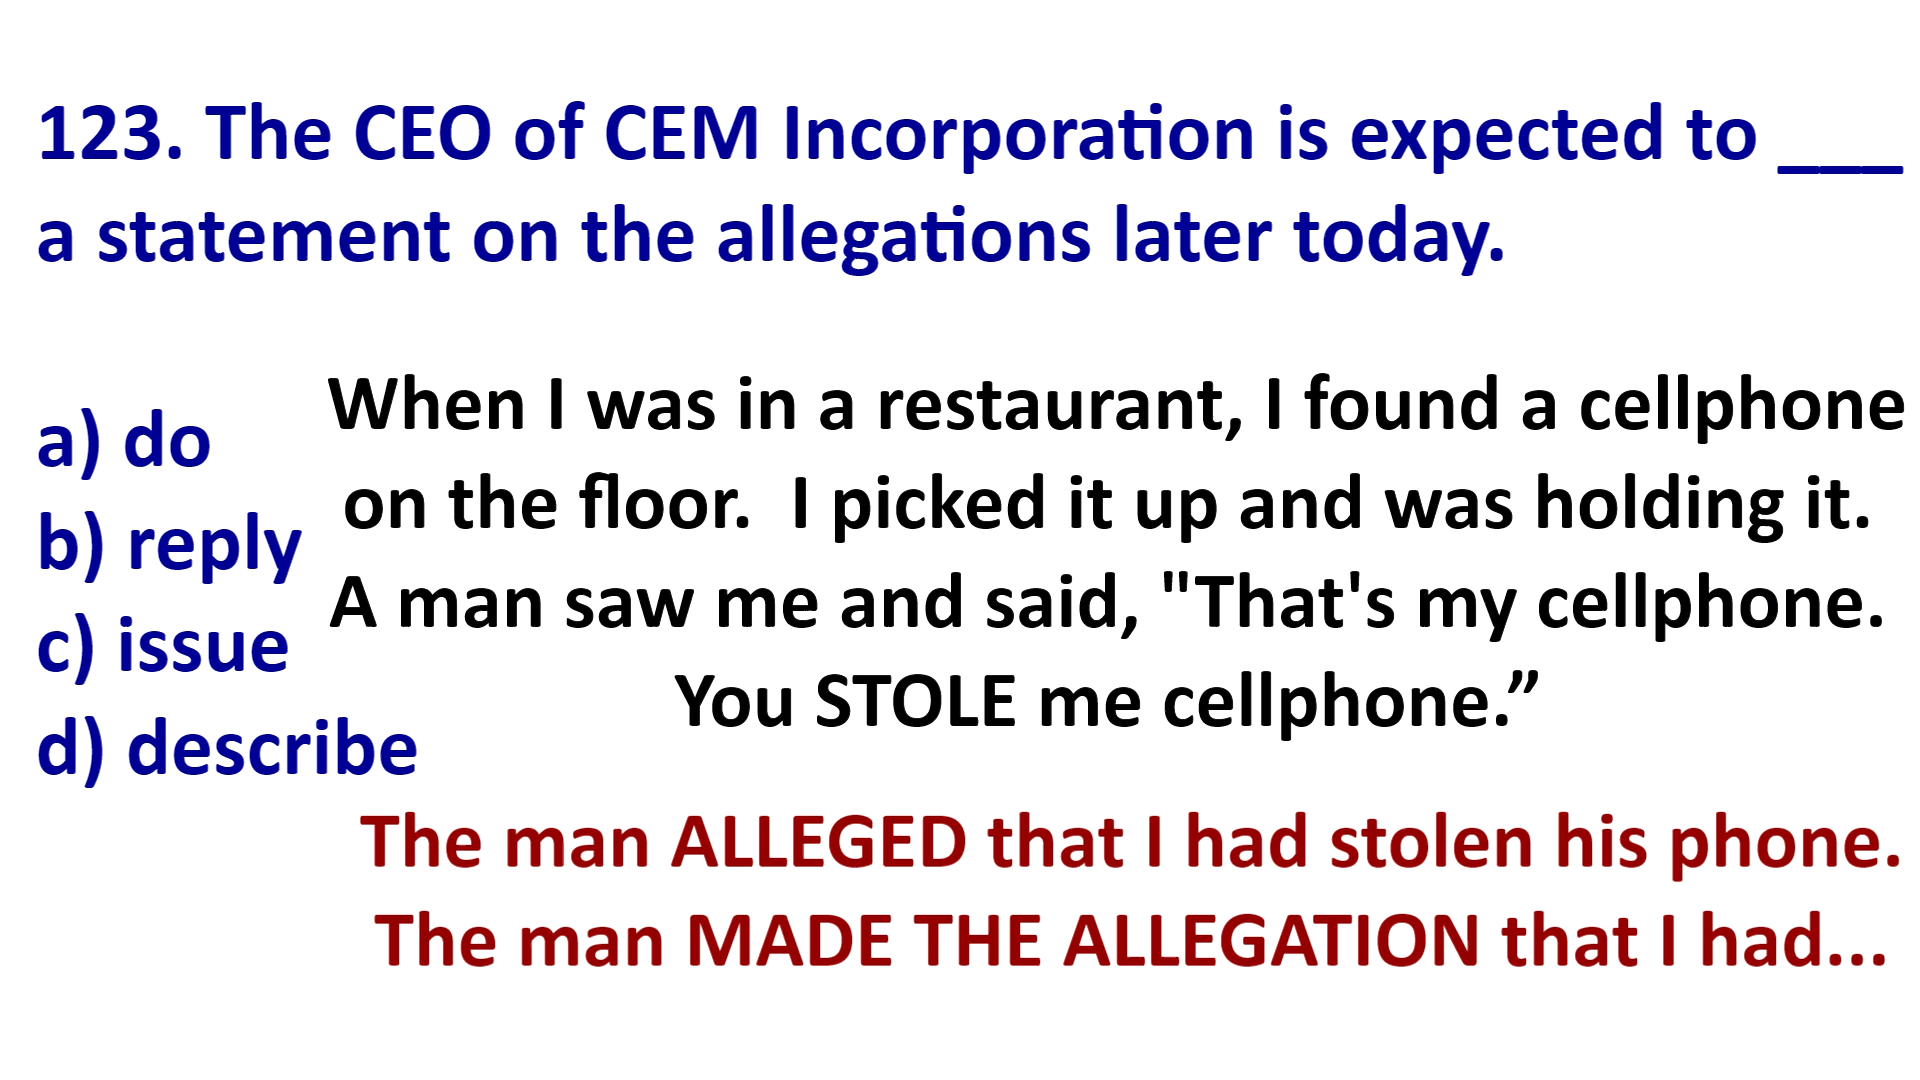 123. The CEO of CEM Incorporation is expected to ___
a statement on the allegations later today.
a) do
b) reply
c) issue
d) describe
When I was in a restaurant, I found a cellphone
on the floor.  I picked it up and was holding it.
A man saw me and said, "That's my cellphone.
You STOLE me cellphone.”
The man ALLEGED that I had stolen his phone.
The man MADE THE ALLEGATION that I had...